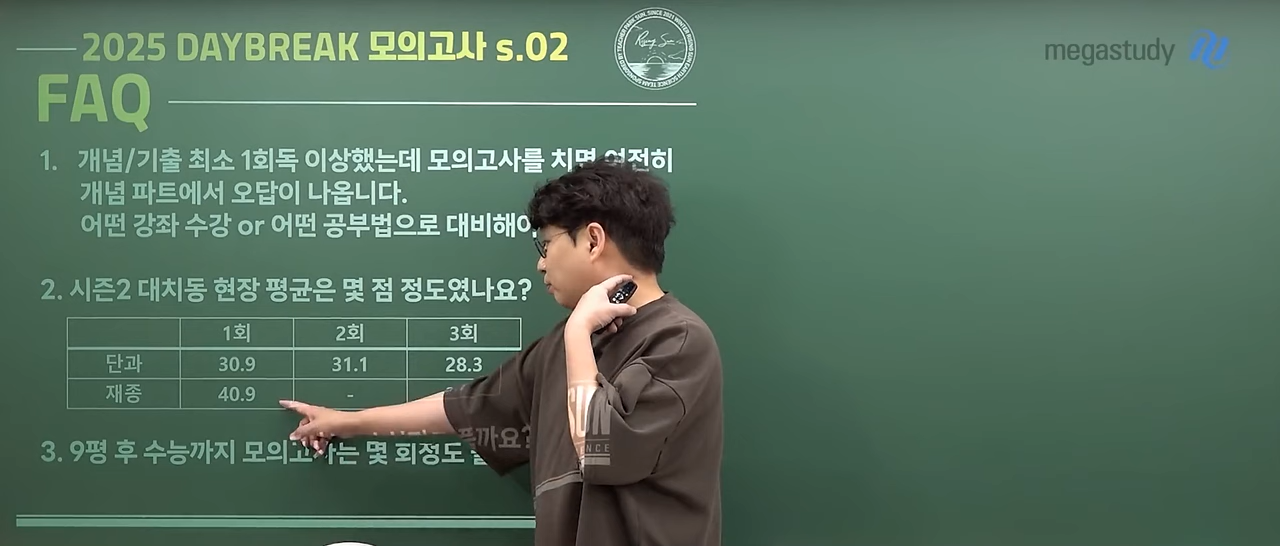 2025 DAYBREAK 모의고사 s.02
FAQ
megastudy
1. 개념/기출 최소 1회독 이상했는데 모의고사를 치면 여전히
개념 파트에서 오답이 나옵니다.
어떤 강좌 수강 or 어떤 공부법으로 대비해야
2. 시즌2 대치동 현장 평균은 몇 점 정도였나요?
1회 2회 3회
단과 30.9 31.1 28.3
재종 40.9 -
3. 9평 후 수능까지 모의고사는 몇 회정도